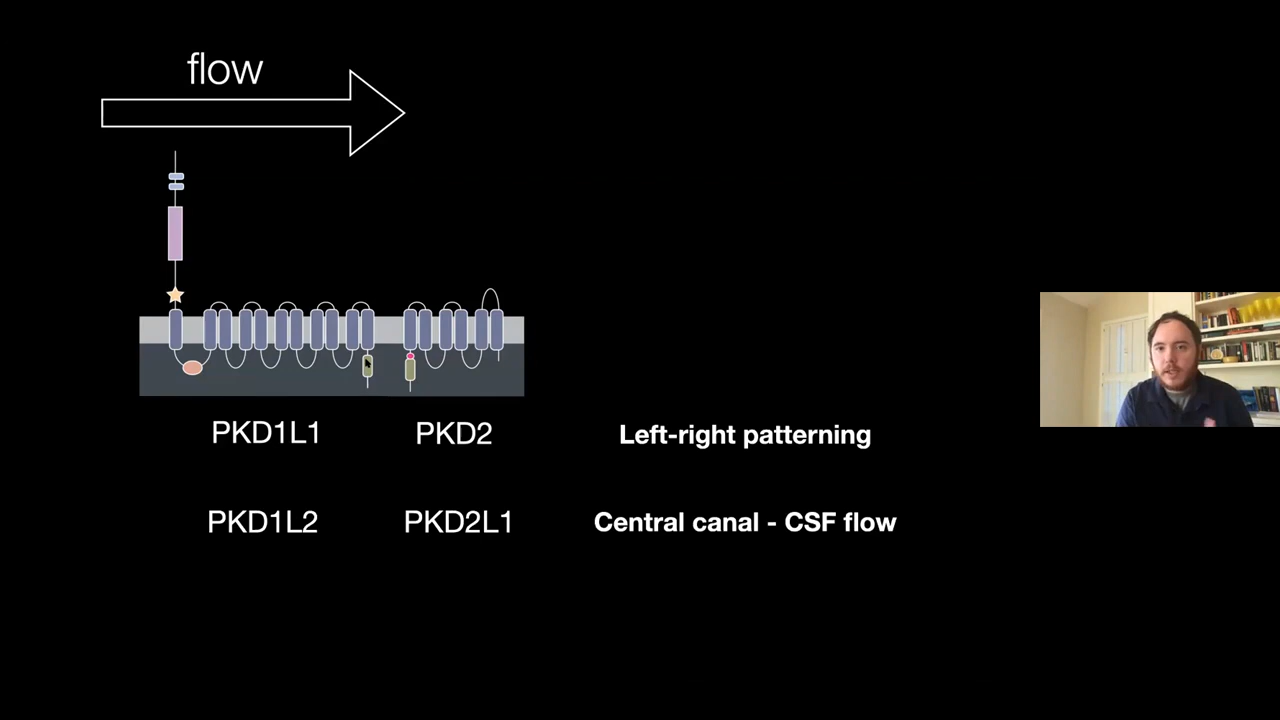 flow
PKD1L1 PKD2 Left-right patterning
PKD1L2 PKD2L1 Central canal - CSF flow